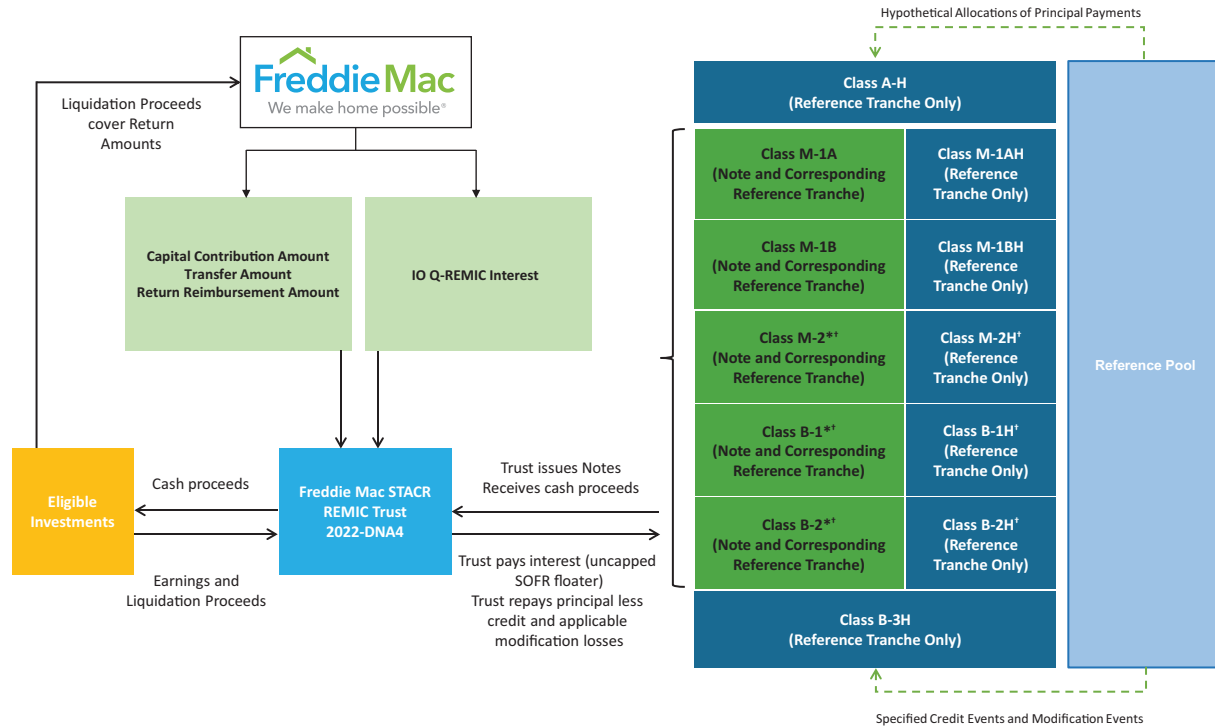 Hypothetical Allocations of Principal Payments
Freddie Mac
We make home possible®
Liquidation Proceeds
cover Return
Amounts
Capital Contribution Amount
Transfer Amount
Return Reimbursement Amount
IO Q-REMIC Interest
Eligible
Investments
Cash proceeds
Earnings and
Liquidation Proceeds
Freddie Mac STACR
REMIC Trust
2022-DNA4
Trust issues Notes
Receives cash proceeds
Trust pays interest (uncapped
SOFR floater)
Trust repays principal less
credit and applicable
modification losses
Class A-H
(Reference Tranche Only)
Class M-1A
(Note and Corresponding
Reference Tranche)
Class M-1AH
(Reference
Tranche Only)
Class M-1B
(Note and Corresponding
Reference Tranche)
Class M-1BH
(Reference
Tranche Only)
Class M-2*†
(Note and Corresponding
Reference Tranche)
Class M-2H†
(Reference
Tranche Only)
Class B-1*†
(Note and Corresponding
Reference Tranche)
Class B-1H†
(Reference
Tranche Only)
Class B-2*†
(Note and Corresponding
Reference Tranche)
Class B-2H†
(Reference
Tranche Only)
Class B-3H
(Reference Tranche Only)
Reference Pool
Specified Credit Events and Modification Events